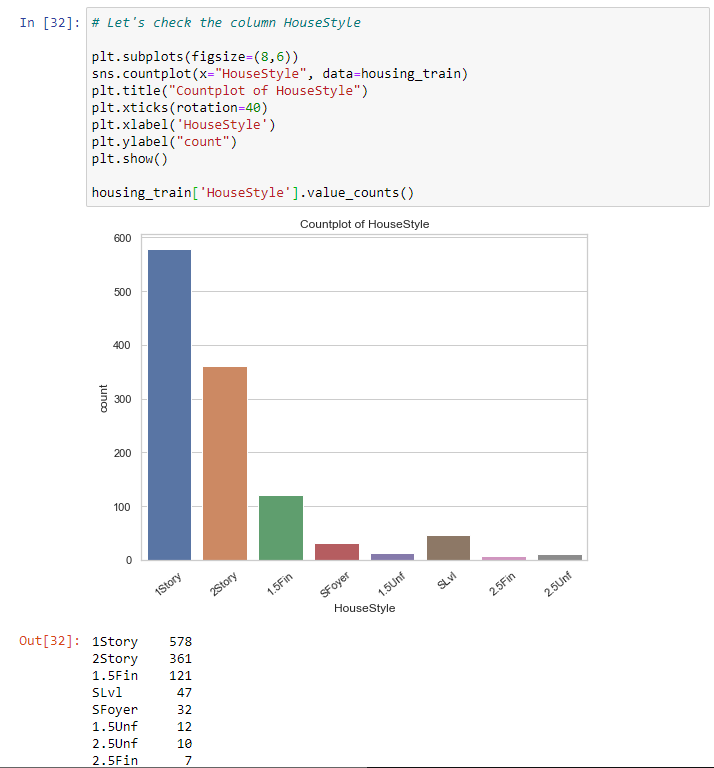 In [32]: # Let's check the column HouseStyle
plt.subplots(figsize=(8,6))
sns.countplot(x="HouseStyle", data=housing_train)
plt.title("Countplot of HouseStyle")
plt.xticks(rotation=40)
plt.xlabel('HouseStyle')
plt.ylabel("count")
plt.show()
housing_train['HouseStyle'].value_counts()
Countplot of HouseStyle
600
500
400
300
200
100
0
count
1Story 2Story 1.5Fin SFoyer 1.5Unf SLvl 2.5Fin 2.5Unf
HouseStyle
Out[32]: 1Story 578
2Story 361
1.5Fin 121
SLvl 47
SFoyer 32
1.5Unf 12
2.5Unf 10
2.5Fin 7